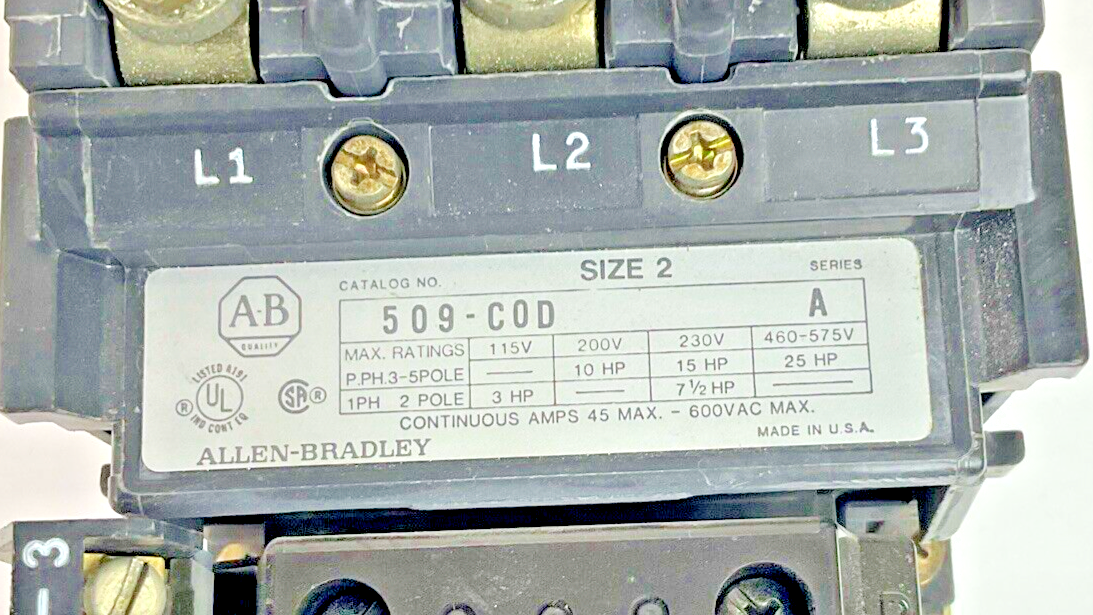 L1 L2 L3
CATALOG NO. SIZE 2 SERIES
A-B
QUALITY
509-COD A
MAX. RATINGS 115V 200V 230V 460-575V
P.PH.3-5POLE —— 10 HP 15 HP 25 HP
1PH 2 POLE 3 HP —— 7½ HP ——
CONTINUOUS AMPS 45 MAX. - 600VAC MAX.
LISTED A191
UL ®
IND CONT EQ
SA ®
MADE IN U.S.A.
ALLEN-BRADLEY
3